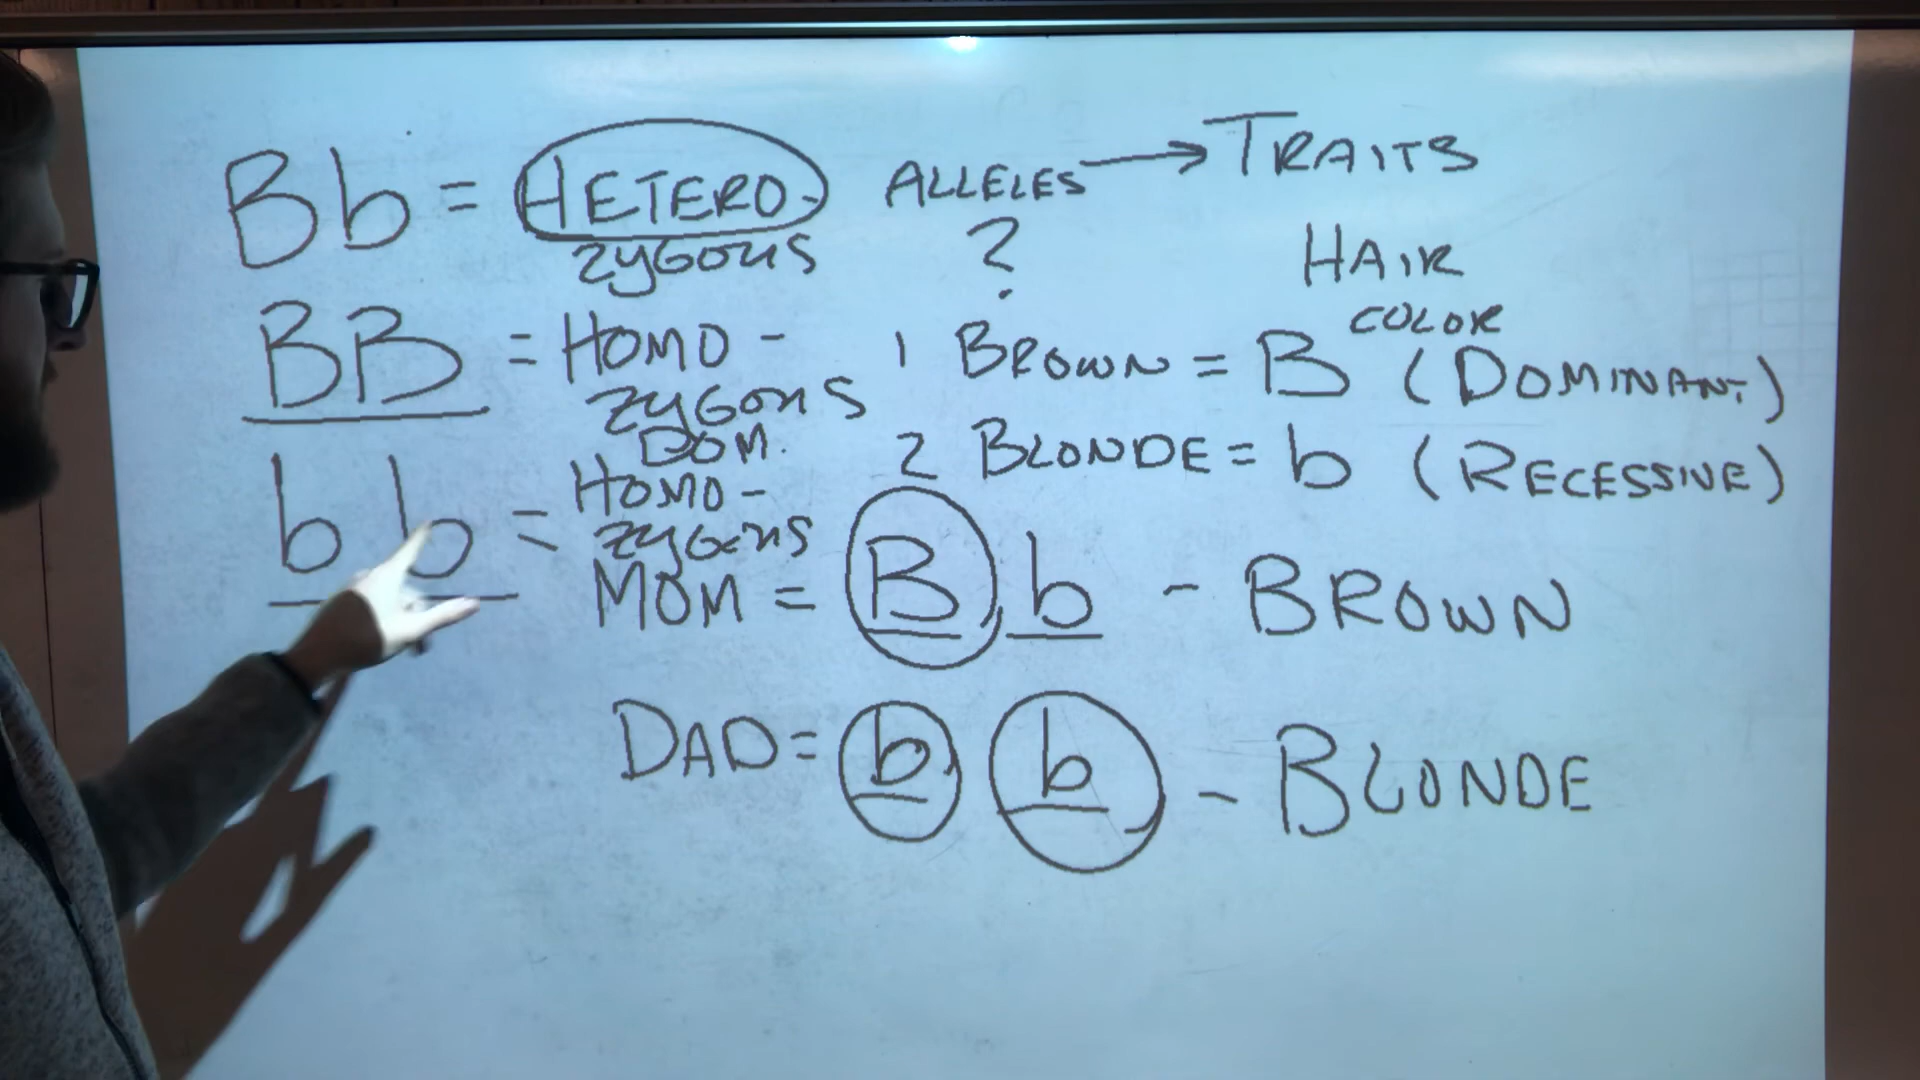 Bb = HETERO-
zygous
ALLELES → TRAITS
?
HAIR
COLOR
BB = HOMO-
zygous
DOM.
1 BROWN = B (DOMINANT)
2 BLONDE = b (RECESSIVE)
bb = HOMO-
zygous
MOM = B b - BROWN
DAD = b b - BLONDE